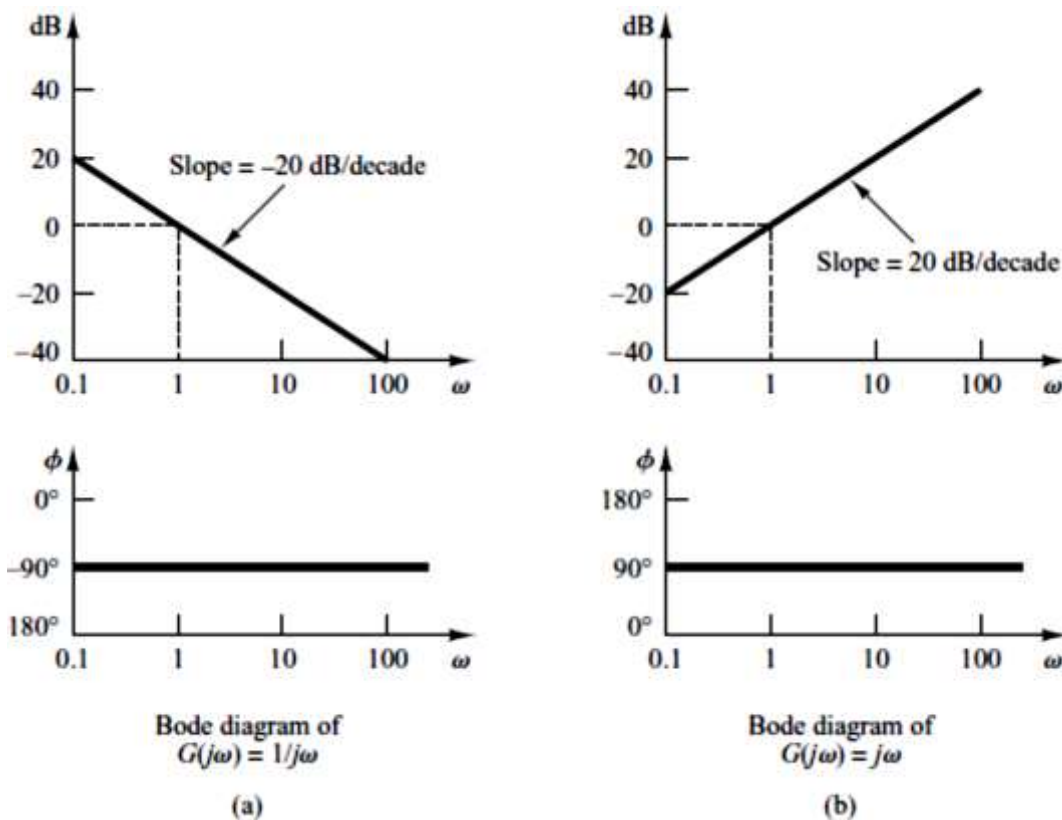 dB
40
20
0
–20
–40
Slope = –20 dB/decade
0.1 1 10 100 ω
ϕ
0°
–90°
180°
0.1 1 10 100 ω
Bode diagram of
G(jω) = 1/jω
(a)
dB
40
20
0
–20
–40
Slope = 20 dB/decade
0.1 1 10 100 ω
ϕ
180°
90°
0°
0.1 1 10 100 ω
Bode diagram of
G(jω) = jω
(b)